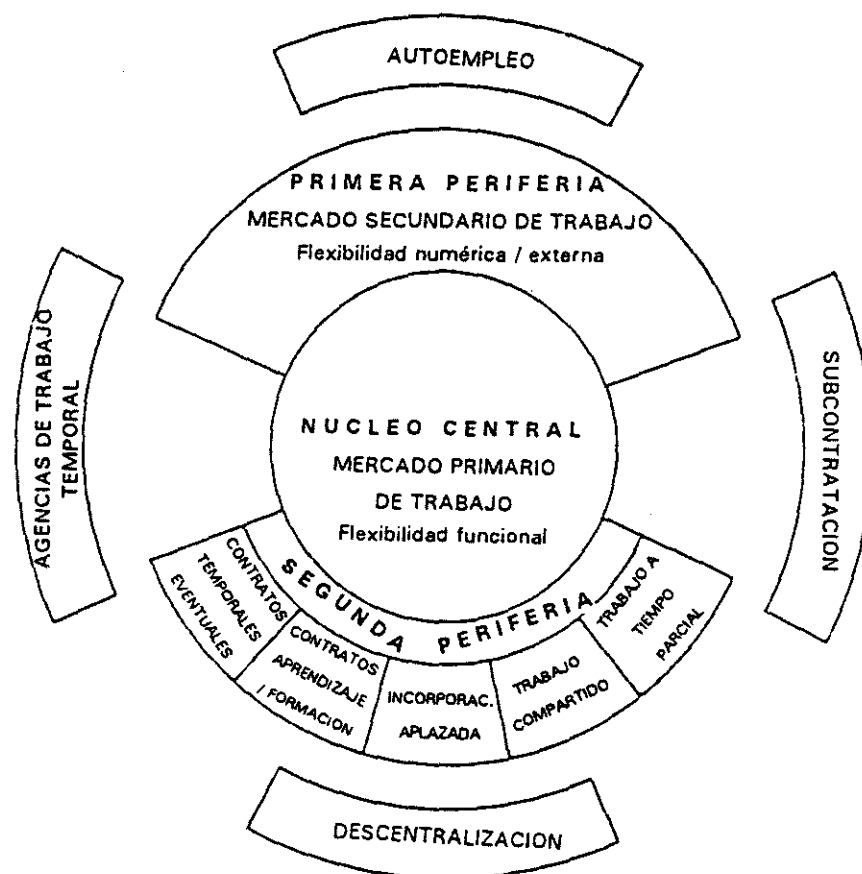 AUTOEMPLEO
PRIMERA PERIFERIA
MERCADO SECUNDARIO DE TRABAJO
Flexibilidad numérica / externa
AGENCIAS DE TRABAJO
TEMPORAL
SUBCONTRATACION
NUCLEO CENTRAL
MERCADO PRIMARIO
DE TRABAJO
Flexibilidad funcional
SEGUNDA PERIFERIA
CONTRATOS
TEMPORALES
EVENTUALES
CONTRATOS
APRENDIZAJE
/ FORMACION
INCORPORAC.
APLAZADA
TRABAJO
COMPARTIDO
TRABAJO A
TIEMPO
PARCIAL
DESCENTRALIZACION